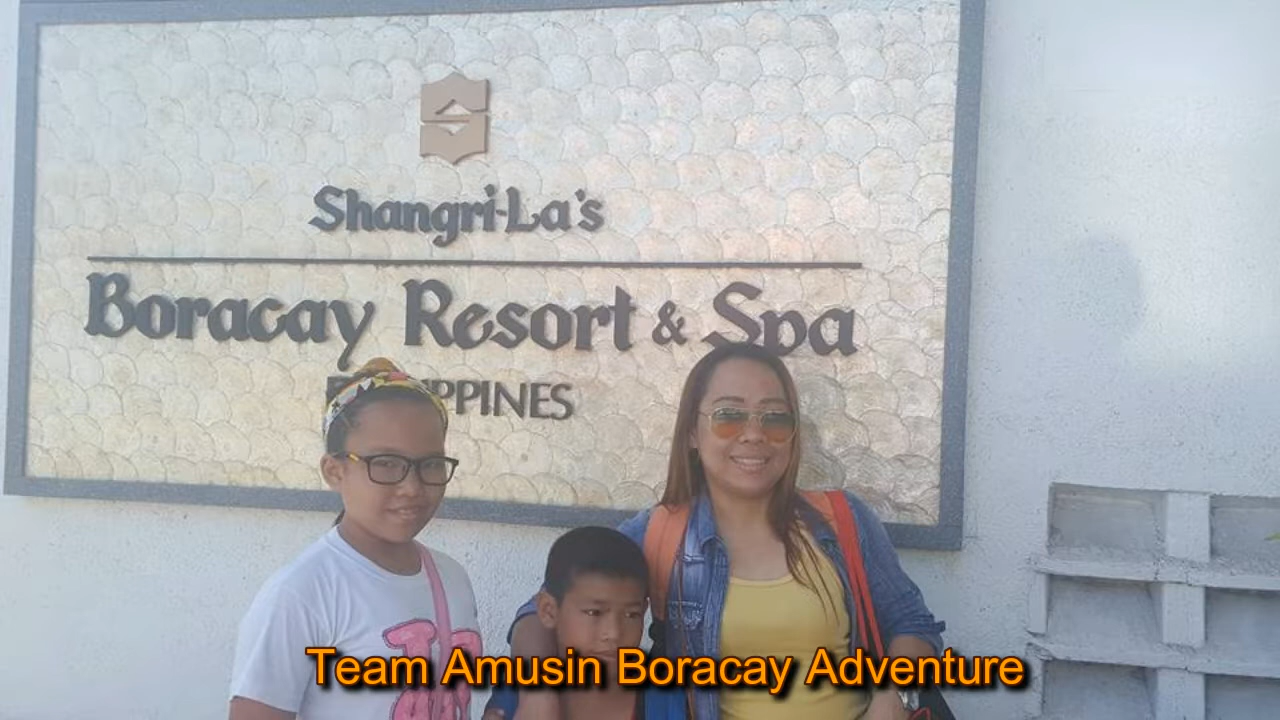 Shangri-La's
Boracay Resort & Spa
PPINES
Team Amusin Boracay Adventure